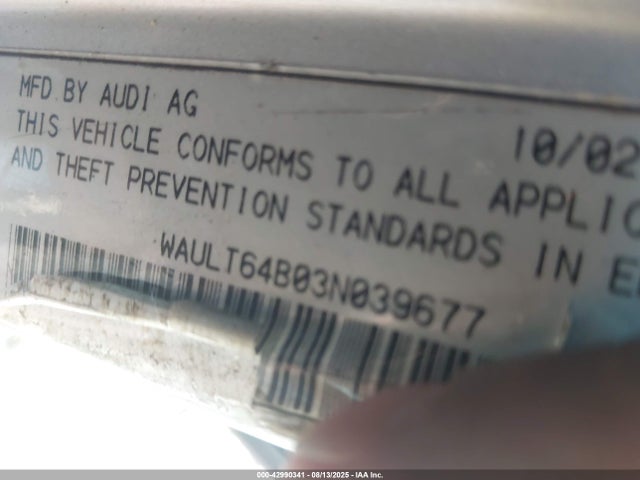 MFD BY AUDI AG
10/02
THIS VEHICLE CONFORMS TO ALL
AND THEFT PREVENTION STANDARDS IN
WAULT64B03N039677
000-42990341 - 08/13/2025 - IAA Inc.